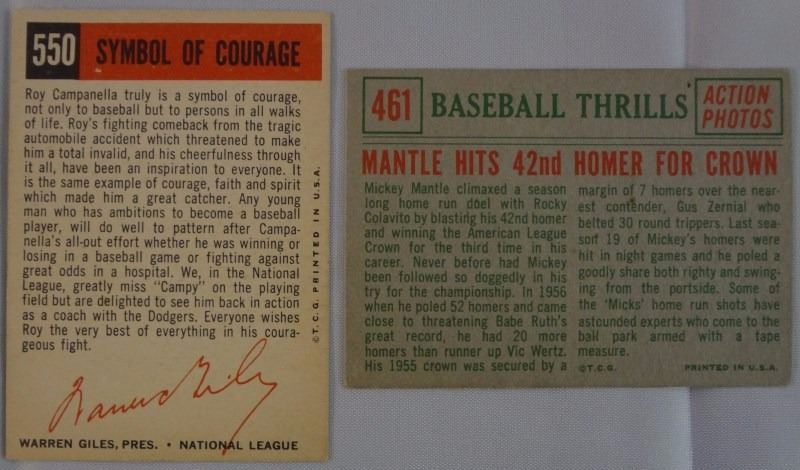 550 SYMBOL OF COURAGE
Roy Campanella truly is a symbol of courage,
not only to baseball but to persons in all walks
of life. Roy's fighting comeback from the tragic
automobile accident which threatened to make
him a total invalid, and his cheerfulness through
it all, have been an inspiration to everyone. It
is the same example of courage, faith and spirit
which made him a great catcher. Any young
man who has ambitions to become a baseball
player, will do well to pattern after Campa-
nella's all-out effort whether he was winning or
losing in a baseball game or fighting against
great odds in a hospital. We, in the National
League, greatly miss "Campy" on the playing
field but are delighted to see him back in action
as a coach with the Dodgers. Everyone wishes
Roy the very best of everything in his coura-
geous fight.
©T.C.G. PRINTED IN U.S.A.
Warren Giles
WARREN GILES, PRES. • NATIONAL LEAGUE
461 BASEBALL THRILLS
ACTION
PHOTOS
MANTLE HITS 42nd HOMER FOR CROWN
Mickey Mantle climaxed a season
long home run duel with Rocky
Colavito by blasting his 42nd homer
and winning the American League
Crown for the third time in his
career. Never before had Mickey
been followed so doggedly in his
try for the championship. In 1956
when he poled 52 homers and came
close to threatening Babe Ruth's
great record, he had 20 more
homers than runner up Vic Wertz.
His 1955 crown was secured by a
margin of 7 homers over the near-
est contender, Gus Zernial who
belted 30 round trippers. Last sea-
son 19 of Mickey's homers were
hit in night games and he poled a
goodly share both righty and swing-
ing from the portside. Some of
the 'Micks' home run shots have
astounded experts who come to the
ball park armed with a tape
measure.
©T.C.G. PRINTED IN U.S.A.